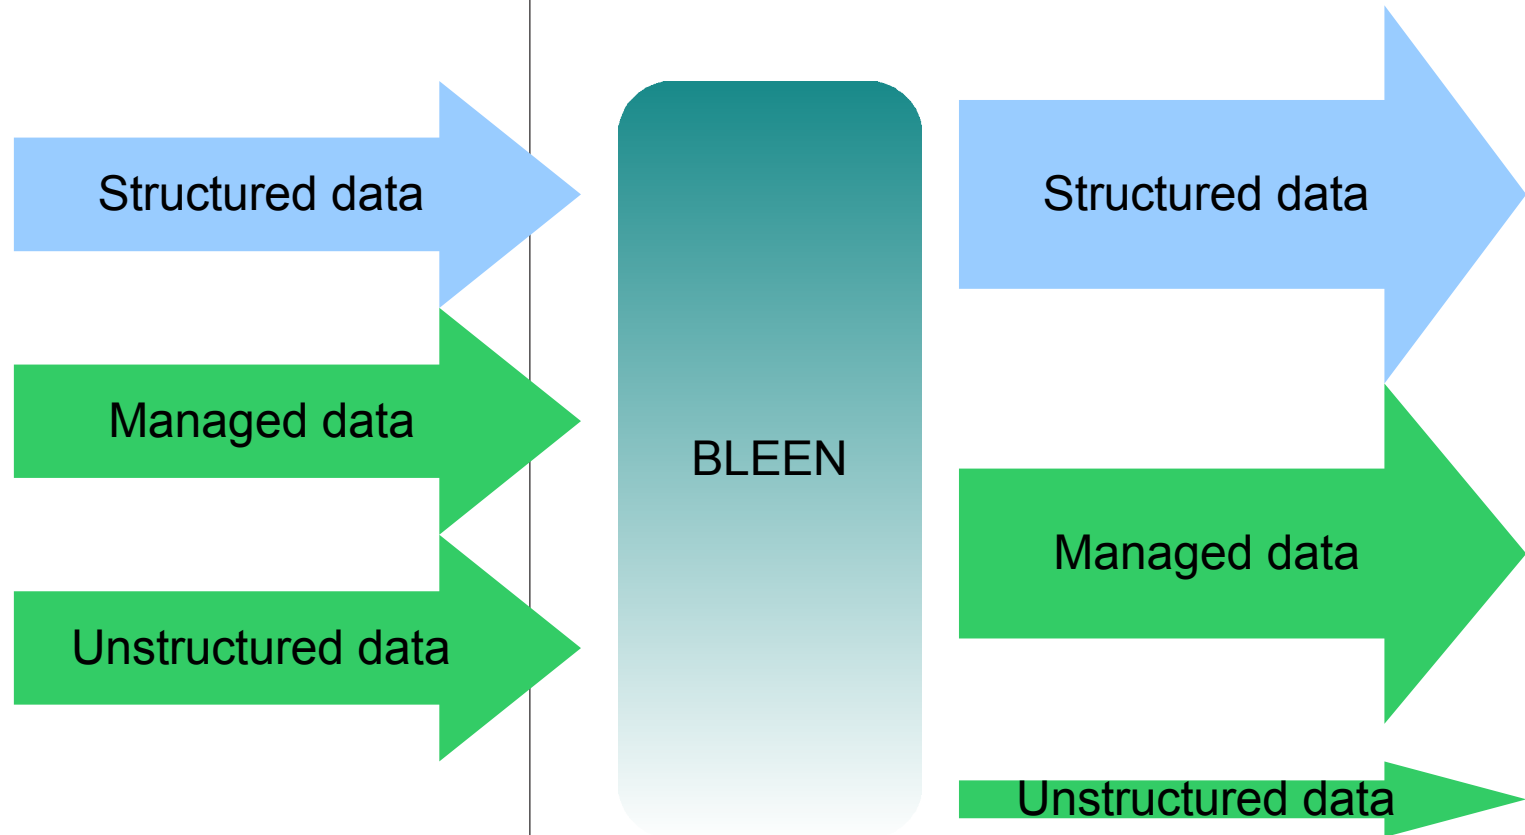 Structured data
Managed data
Unstructured data
BLEEN
Structured data
Managed data
Unstructured data